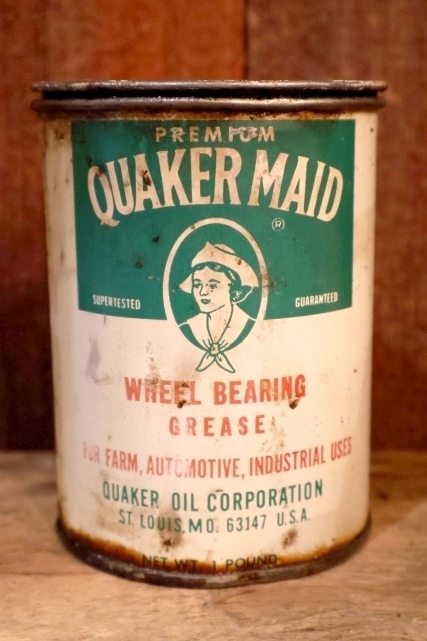 PREMIUM
QUAKER MAID
®
SUPERTESTED GUARANTEED
WHEEL BEARING
GREASE
FOR FARM, AUTOMOTIVE, INDUSTRIAL USES
QUAKER OIL CORPORATION
ST. LOUIS, MO. 63147 U.S.A.
NET WT. 1 POUND